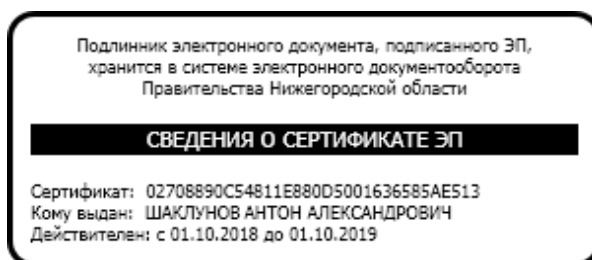 Подлинник электронного документа, подписанного ЭП,
хранится в системе электронного документооборота
Правительства Нижегородской области
СВЕДЕНИЯ О СЕРТИФИКАТЕ ЭП
Сертификат: 02708890C54811E880D5001636585AE513
Кому выдан: ШАКЛУНОВ АНТОН АЛЕКСАНДРОВИЧ
Действителен: с 01.10.2018 до 01.10.2019